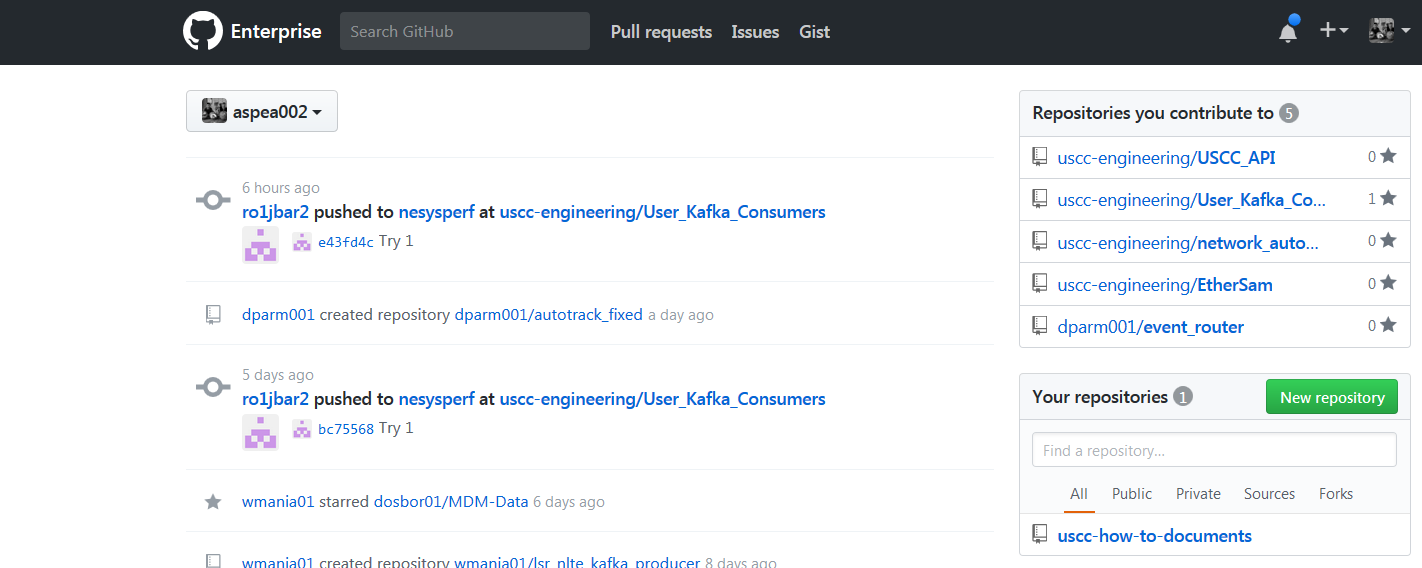 Enterprise Search GitHub Pull requests Issues Gist
aspea002
6 hours ago
ro1jbar2 pushed to nesysperf at uscc-engineering/User_Kafka_Consumers
e43fd4c Try 1
dparm001 created repository dparm001/autotrack_fixed a day ago
5 days ago
ro1jbar2 pushed to nesysperf at uscc-engineering/User_Kafka_Consumers
bc75568 Try 1
wmania01 starred dosbor01/MDM-Data 6 days ago
wmania01 created repository wmania01/lsr_nlte_kafka_producer 8 days ago
Repositories you contribute to 5
uscc-engineering/USCC_API 0
uscc-engineering/User_Kafka_Co... 1
uscc-engineering/network_auto... 0
uscc-engineering/EtherSam 0
dparm001/event_router 0
Your repositories 1 New repository
Find a repository...
All Public Private Sources Forks
uscc-how-to-documents